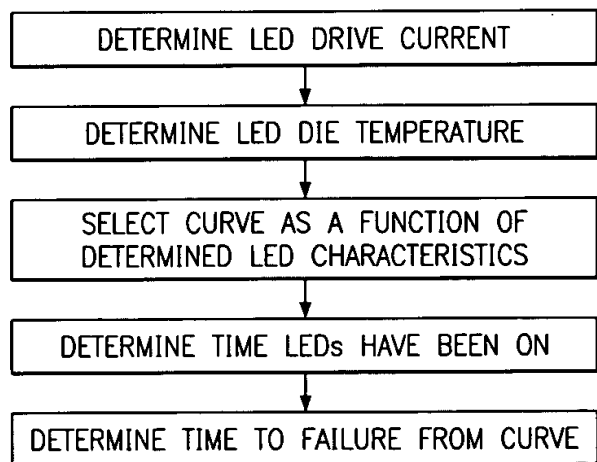 DETERMINE LED DRIVE CURRENT
DETERMINE LED DIE TEMPERATURE
SELECT CURVE AS A FUNCTION OF
DETERMINED LED CHARACTERISTICS
DETERMINE TIME LEDs HAVE BEEN ON
DETERMINE TIME TO FAILURE FROM CURVE